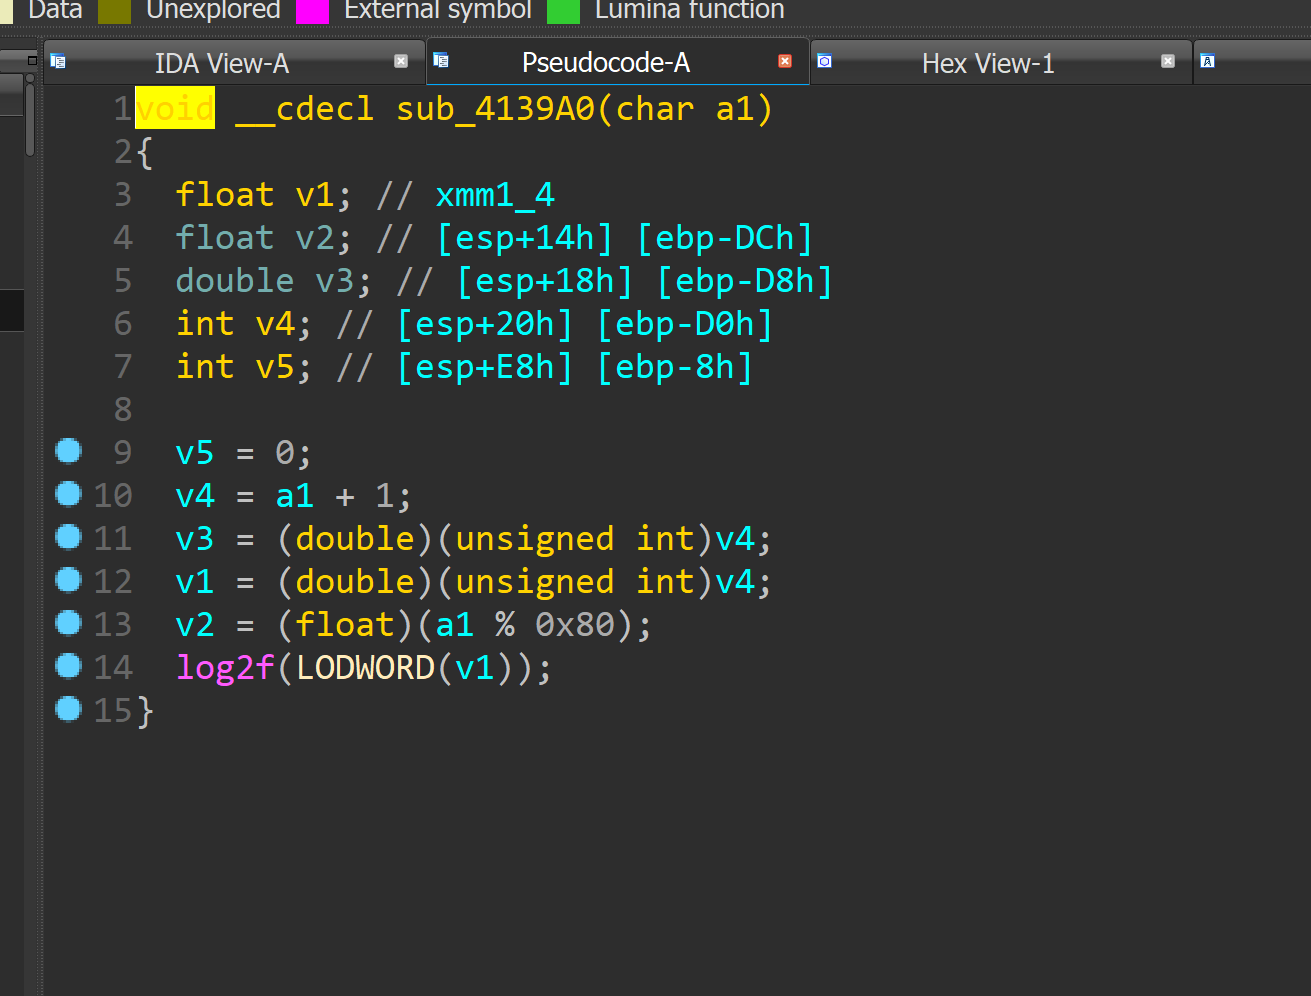 Data Unexplored External symbol Lumina function
IDA View-A Pseudocode-A Hex View-1
1 void __cdecl sub_4139A0(char a1)
2 {
3 float v1; // xmm1_4
4 float v2; // [esp+14h] [ebp-DCh]
5 double v3; // [esp+18h] [ebp-D8h]
6 int v4; // [esp+20h] [ebp-D0h]
7 int v5; // [esp+E8h] [ebp-8h]
8
9 v5 = 0;
10 v4 = a1 + 1;
11 v3 = (double)(unsigned int)v4;
12 v1 = (double)(unsigned int)v4;
13 v2 = (float)(a1 % 0x80);
14 log2f(LODWORD(v1));
15 }